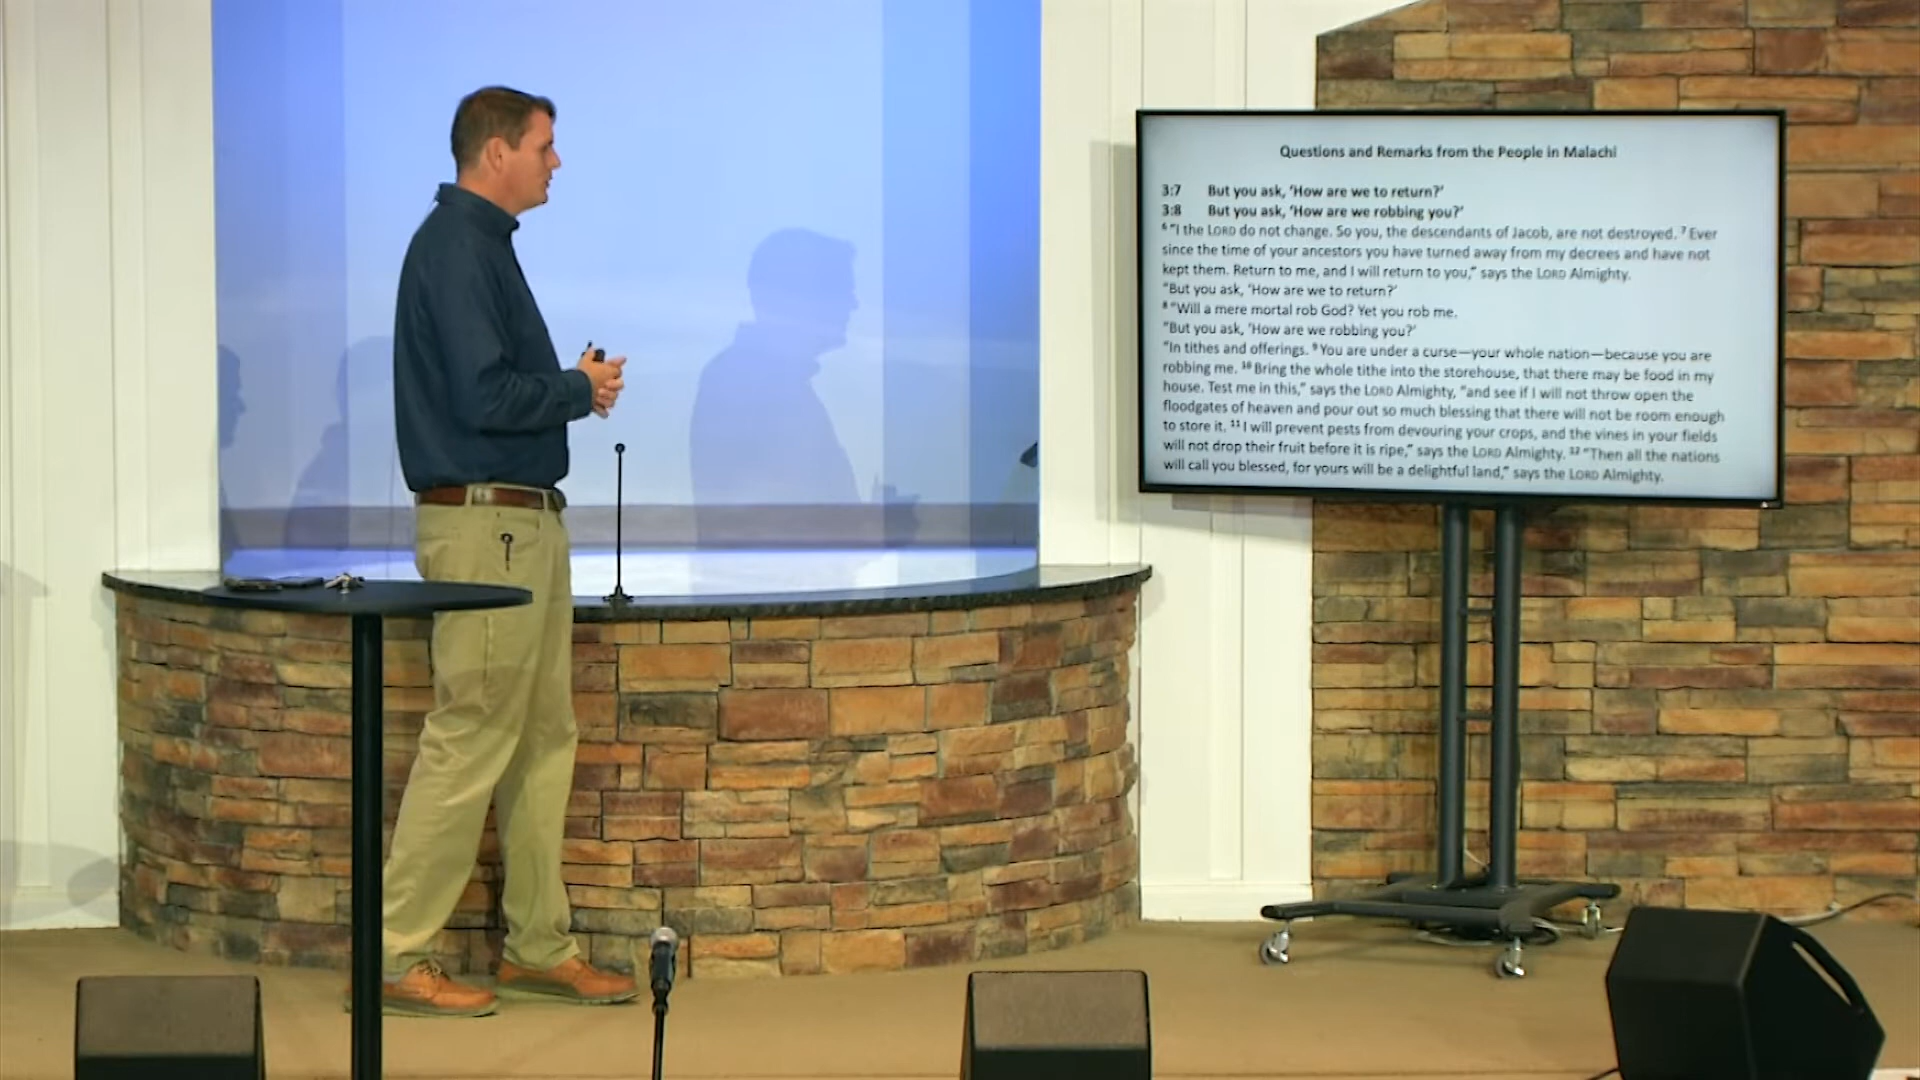 Questions and Remarks from the People in Malachi
3:7 But you ask, ‘How are we to return?’
3:8 But you ask, ‘How are we robbing you?’
⁶ “I the LORD do not change. So you, the descendants of Jacob, are not destroyed. ⁷ Ever
since the time of your ancestors you have turned away from my decrees and have not
kept them. Return to me, and I will return to you,” says the LORD Almighty.
“But you ask, ‘How are we to return?’
⁸ “Will a mere mortal rob God? Yet you rob me.
“But you ask, ‘How are we robbing you?’
“In tithes and offerings. ⁹ You are under a curse—your whole nation—because you are
robbing me. ¹⁰ Bring the whole tithe into the storehouse, that there may be food in my
house. Test me in this,” says the LORD Almighty, “and see if I will not throw open the
floodgates of heaven and pour out so much blessing that there will not be room enough
to store it. ¹¹ I will prevent pests from devouring your crops, and the vines in your fields
will not drop their fruit before it is ripe,” says the LORD Almighty. ¹² “Then all the nations
will call you blessed, for yours will be a delightful land,” says the LORD Almighty.